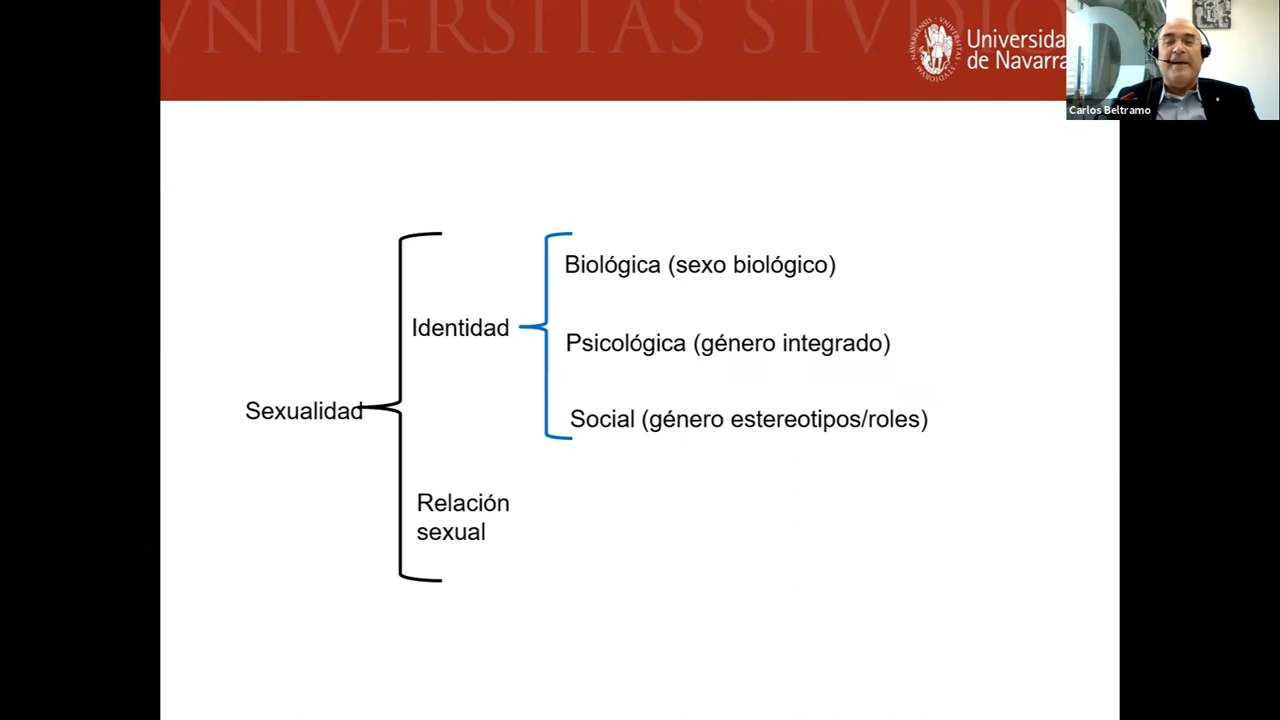 VNIVERSITAS STVDIO
Universida
de Navarra
Carlos Beltramo
Biológica (sexo biológico)
Identidad
Psicológica (género integrado)
Sexualidad
Social (género estereotipos/roles)
Relación
sexual